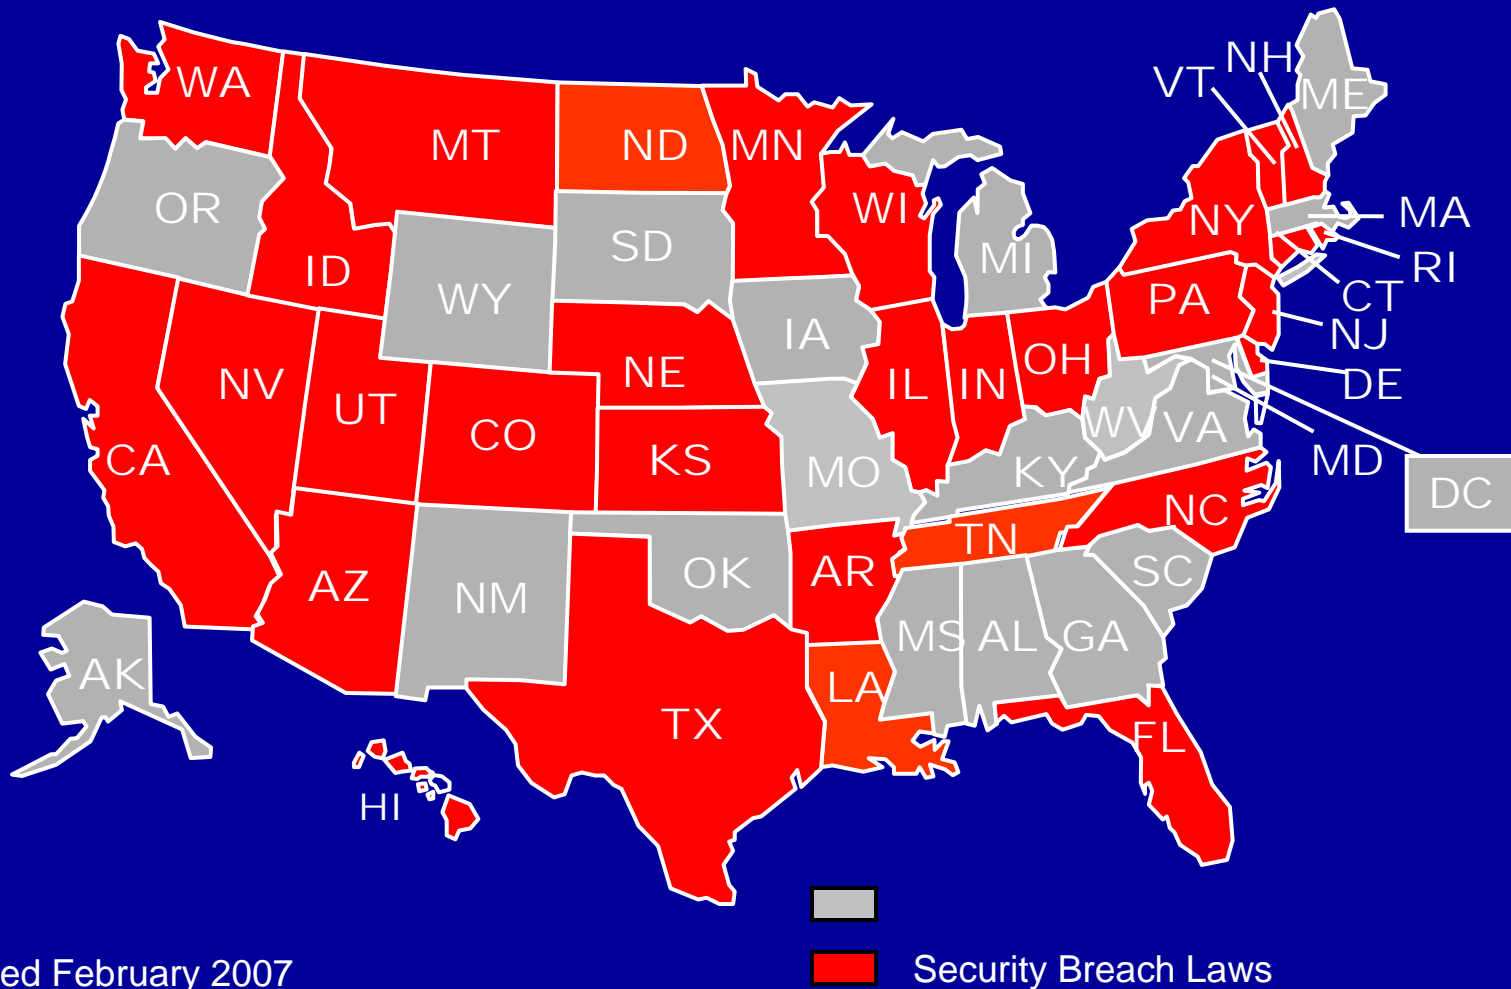 NH
VT
ME
WA
MT
ND
MN
OR
WI
NY
MA
SD
ID
MI
RI
WY
PA
CT
IA
NJ
OH
NE
NV
IL
IN
DE
UT
CO
WV
VA
CA
KS
MO
KY
MD
DC
NC
TN
AZ
AR
OK
SC
NM
MS
AL
GA
AK
LA
TX
FL
HI
ed February 2007
Security Breach Laws